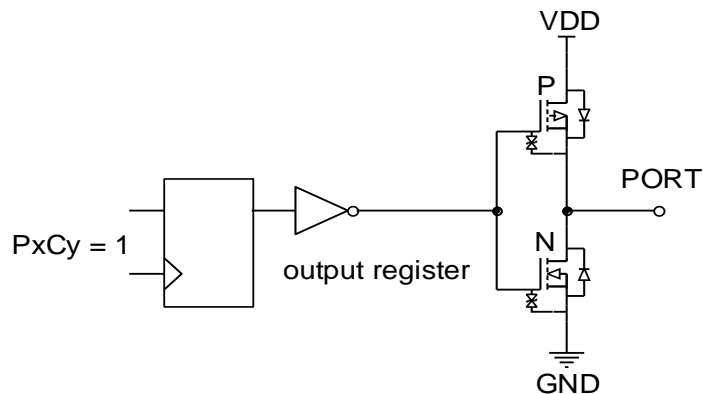 VDD
P
PORT
PxCy = 1
N
output register
GND